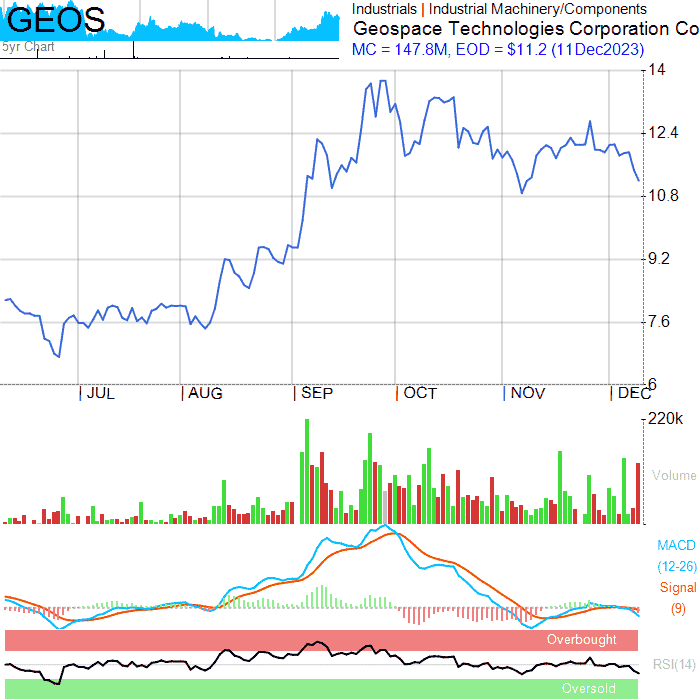 GEOS
5yr Chart
Industrials | Industrial Machinery/Components
Geospace Technologies Corporation Co
MC = 147.8M, EOD = $11.2 (11Dec2023)
14
12.4
10.8
9.2
7.6
6
| JUL | AUG | SEP | OCT | NOV | DEC
220k
Volume
MACD
(12-26)
Signal
(9)
Overbought
RSI(14)
Oversold